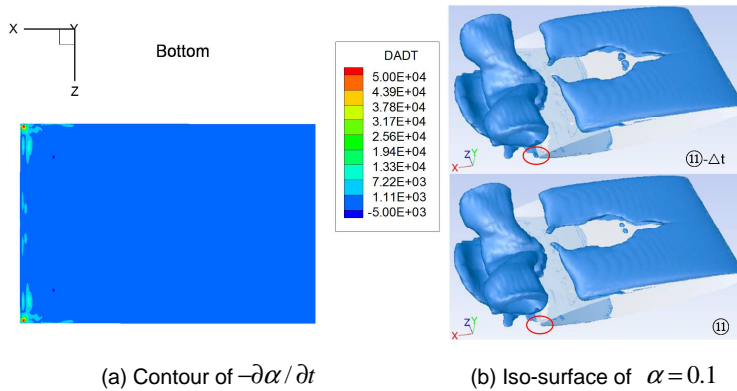 X
Y
Z
Bottom
DADT
5.00E+04
4.39E+04
3.78E+04
3.17E+04
2.56E+04
1.94E+04
1.33E+04
7.22E+03
1.11E+03
-5.00E+03
(a) Contour of −∂α / ∂t
Z Y
X
⑪-△t
Z Y
X
⑪
(b) Iso-surface of α = 0.1